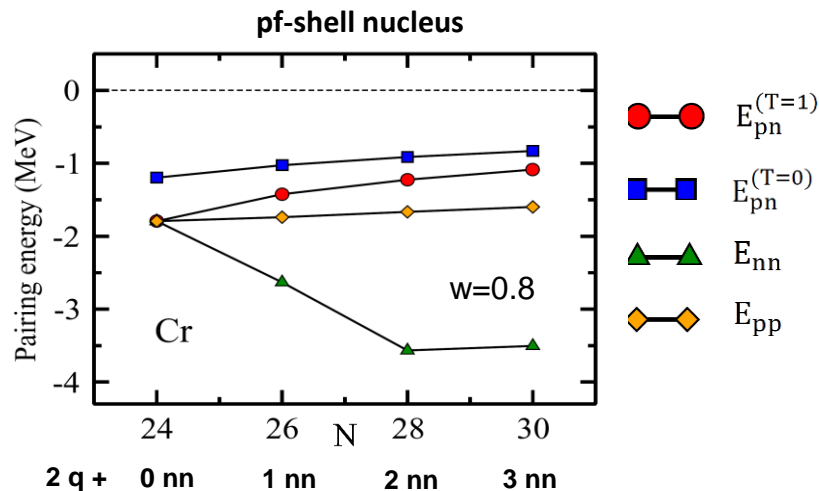 pf-shell nucleus
Pairing energy (MeV)
0
-1
-2
-3
-4
w=0.8
Cr
24 26 28 30
N
2 q + 0 nn 1 nn 2 nn 3 nn
E_pn^(T=1)
E_pn^(T=0)
E_nn
E_pp